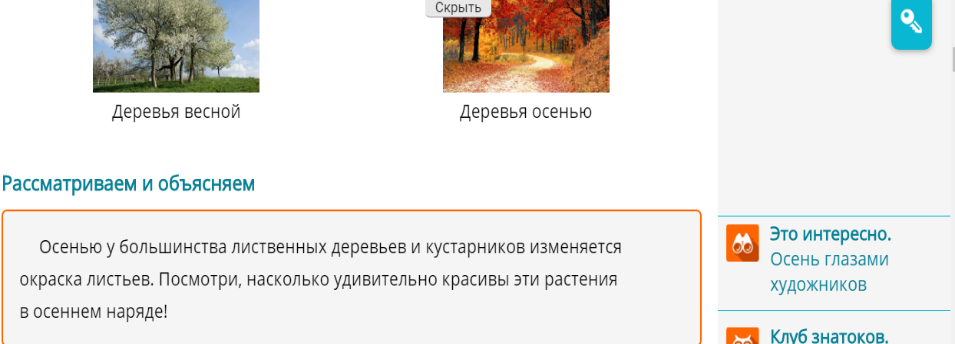 Скрыть
Деревья весной
Деревья осенью
Рассматриваем и объясняем
Осенью у большинства лиственных деревьев и кустарников изменяется
окраска листьев. Посмотри, насколько удивительно красивы эти растения
в осеннем наряде!
Это интересно.
Осень глазами
художников
Клуб знатоков.